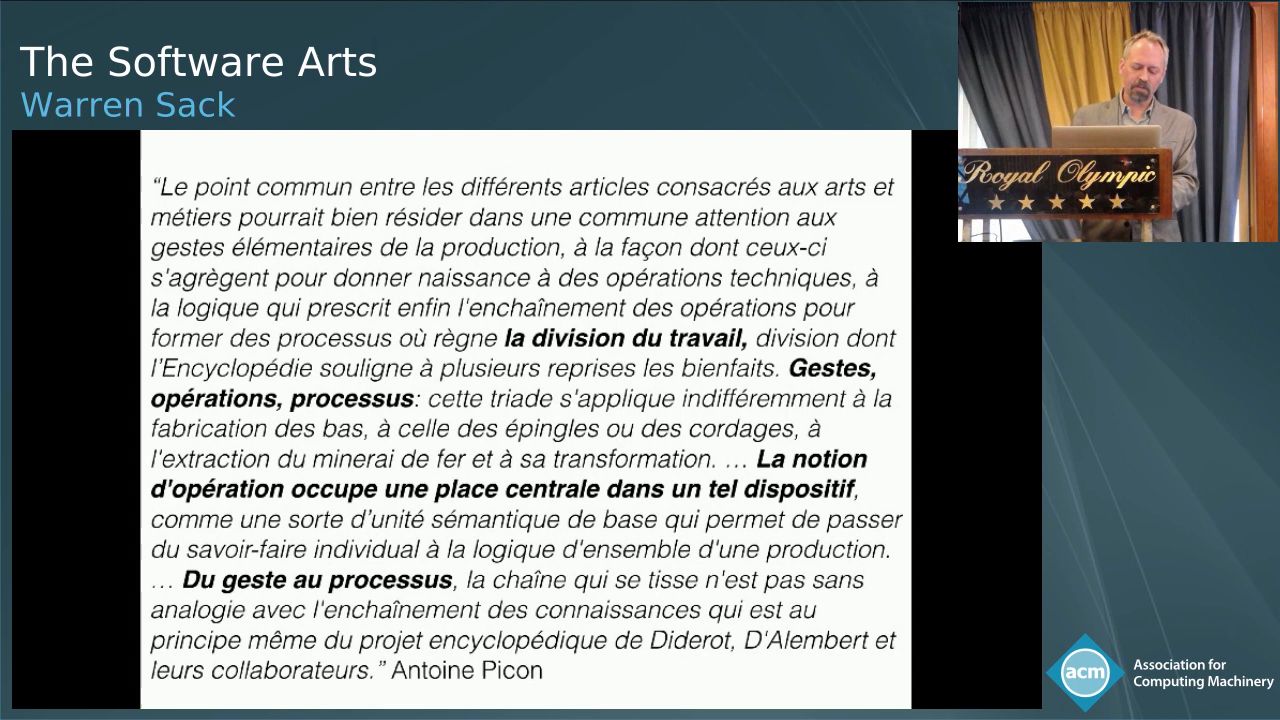 The Software Arts
Warren Sack
“Le point commun entre les différents articles consacrés aux arts et
métiers pourrait bien résider dans une commune attention aux
gestes élémentaires de la production, à la façon dont ceux-ci
s'agrègent pour donner naissance à des opérations techniques, à
la logique qui prescrit enfin l'enchaînement des opérations pour
former des processus où règne la division du travail, division dont
l’Encyclopédie souligne à plusieurs reprises les bienfaits. Gestes,
opérations, processus: cette triade s'applique indifféremment à la
fabrication des bas, à celle des épingles ou des cordages, à
l'extraction du minerai de fer et à sa transformation. … La notion
d'opération occupe une place centrale dans un tel dispositif,
comme une sorte d’unité sémantique de base qui permet de passer
du savoir-faire individual à la logique d'ensemble d'une production.
… Du geste au processus, la chaîne qui se tisse n'est pas sans
analogie avec l'enchaînement des connaissances qui est au
principe même du projet encyclopédique de Diderot, D'Alembert et
leurs collaborateurs.” Antoine Picon
Royal Olympic
acm
Association for
Computing Machinery